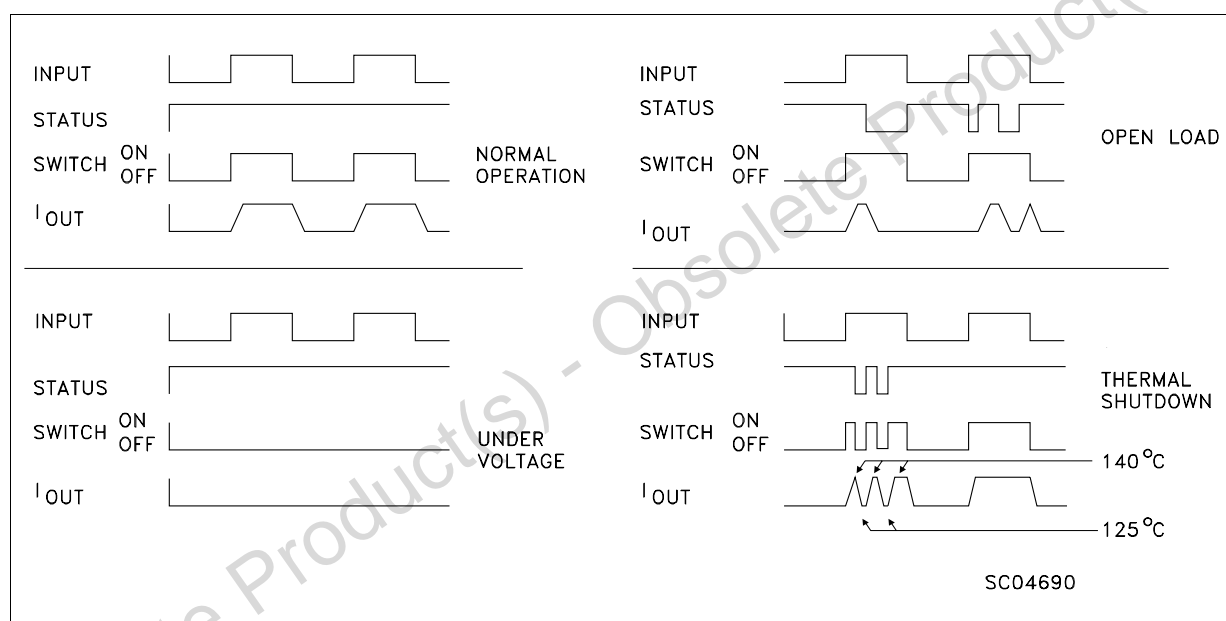 INPUT
STATUS
SWITCH ON
OFF
I OUT
NORMAL
OPERATION
INPUT
STATUS
SWITCH ON
OFF
I OUT
OPEN LOAD
INPUT
STATUS
SWITCH ON
OFF
I OUT
UNDER
VOLTAGE
INPUT
STATUS
SWITCH ON
OFF
I OUT
THERMAL
SHUTDOWN
140 °C
125 °C
SC04690
te Product(s) - Obsolete Product(